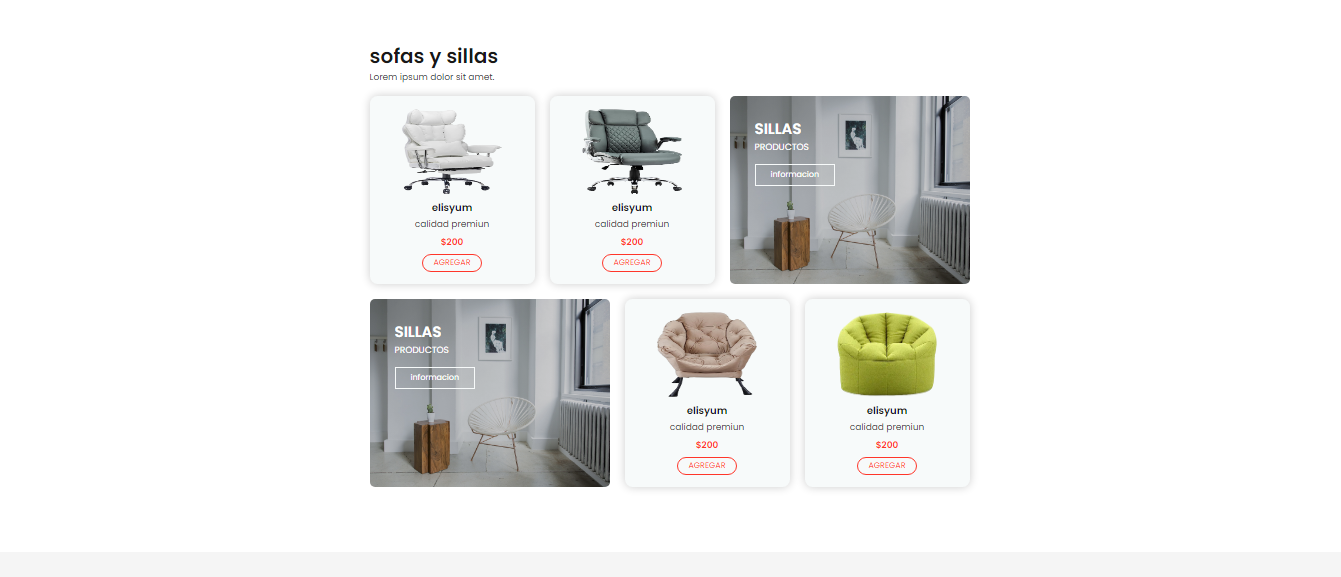 sofas y sillas
Lorem ipsum dolor sit amet.
elisyum
calidad premiun
$200
AGREGAR
elisyum
calidad premiun
$200
AGREGAR
SILLAS
PRODUCTOS
informacion
SILLAS
PRODUCTOS
informacion
elisyum
calidad premiun
$200
AGREGAR
elisyum
calidad premiun
$200
AGREGAR